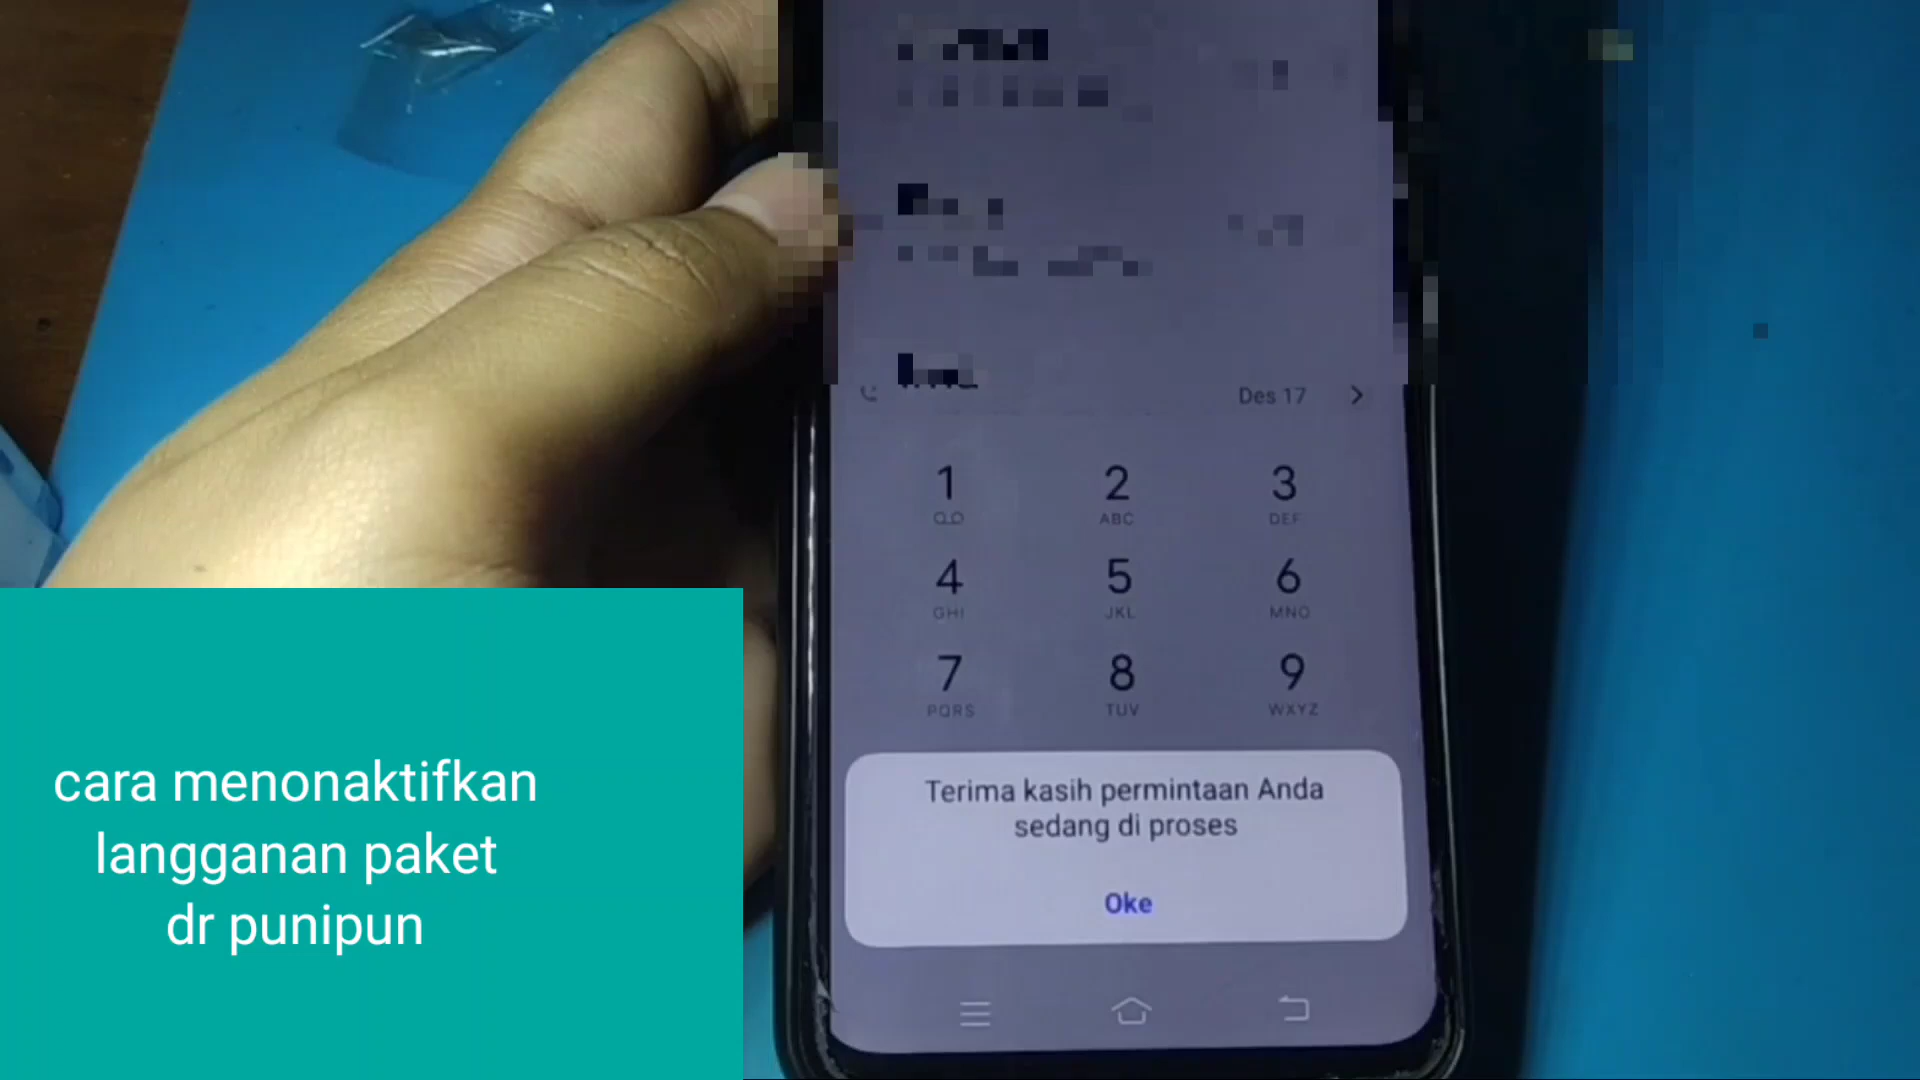 Des 17
1 2 3
ABC DEF
4 5 6
GHI JKL MNO
7 8 9
PQRS TUV WXYZ
Terima kasih permintaan Anda
sedang di proses
Oke
cara menonaktifkan
langganan paket
dr punipun